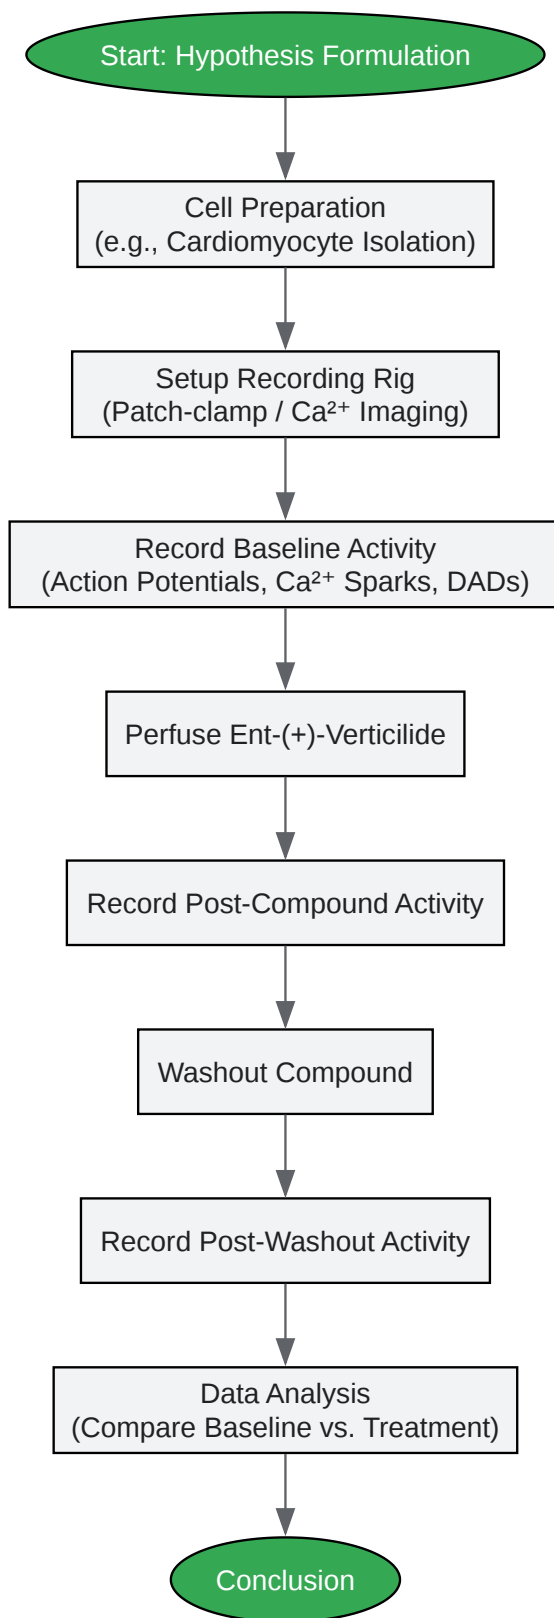 Start: Hypothesis Formulation
Cell Preparation
(e.g., Cardiomyocyte Isolation)
Setup Recording Rig
(Patch-clamp / Ca²⁺ Imaging)
Record Baseline Activity
(Action Potentials, Ca²⁺ Sparks, DADs)
Perfuse Ent-(+)-Verticilide
Record Post-Compound Activity
Washout Compound
Record Post-Washout Activity
Data Analysis
(Compare Baseline vs. Treatment)
Conclusion